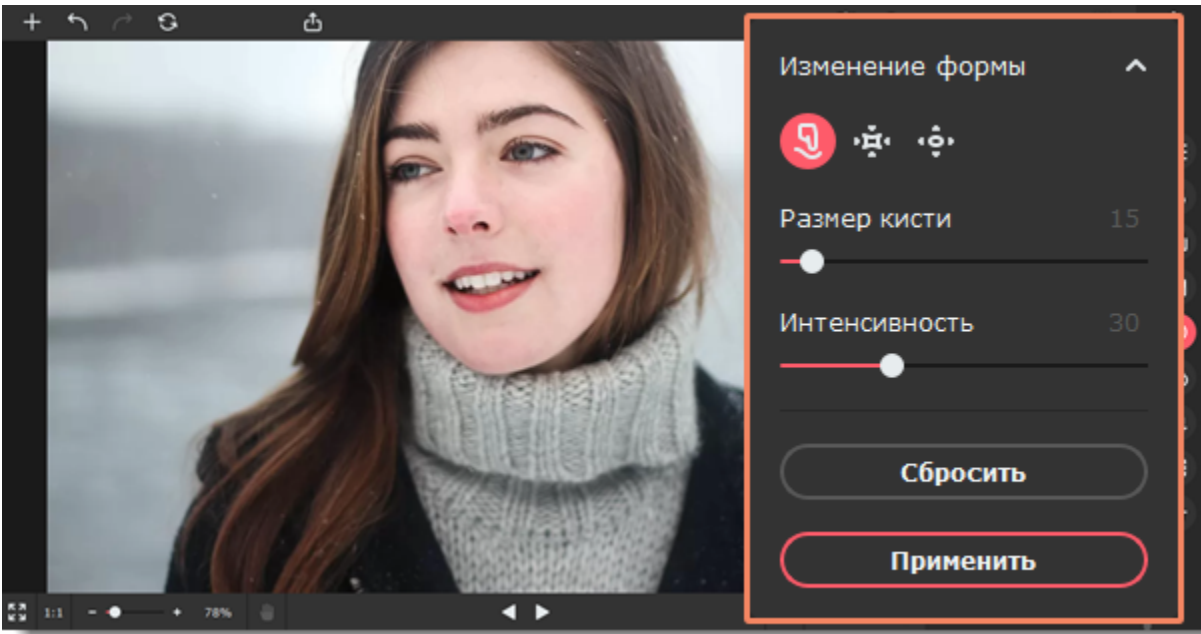 Изменение формы
Размер кисти 15
Интенсивность 30
Сбросить
Применить
1:1 78%